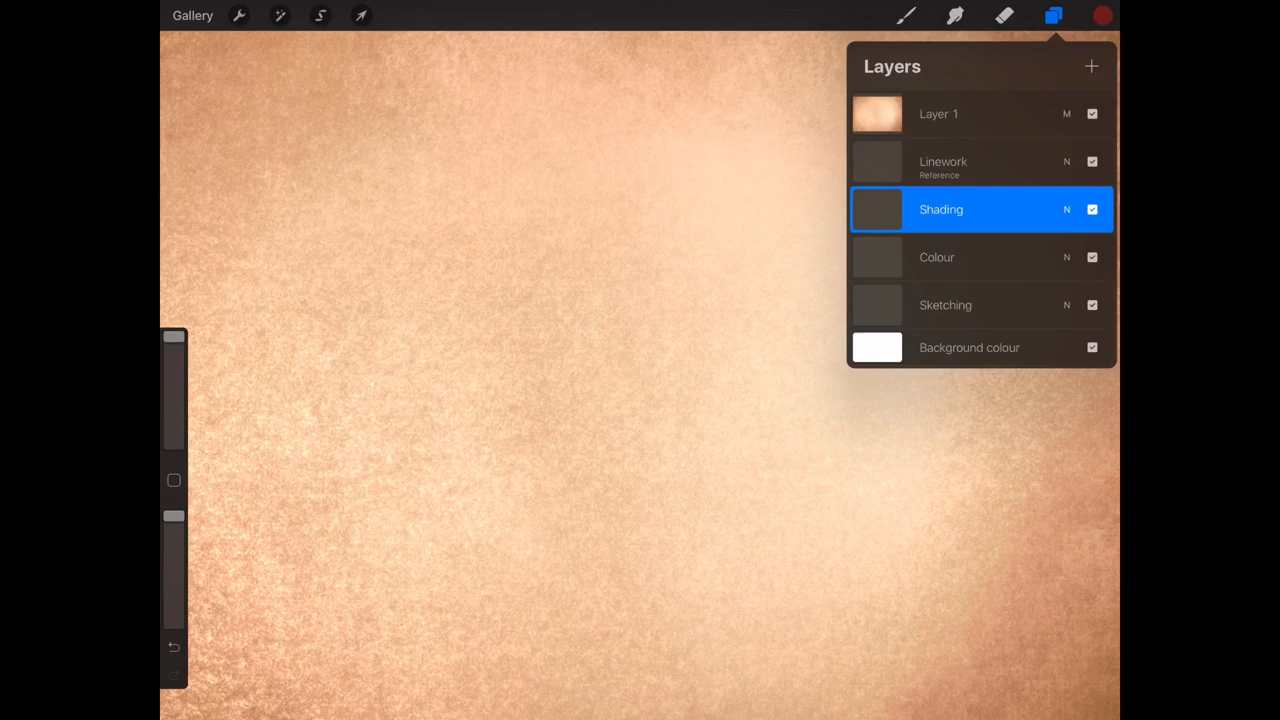 Gallery
Layers
Layer 1 M
Linework N
Reference
Shading N
Colour N
Sketching N
Background colour